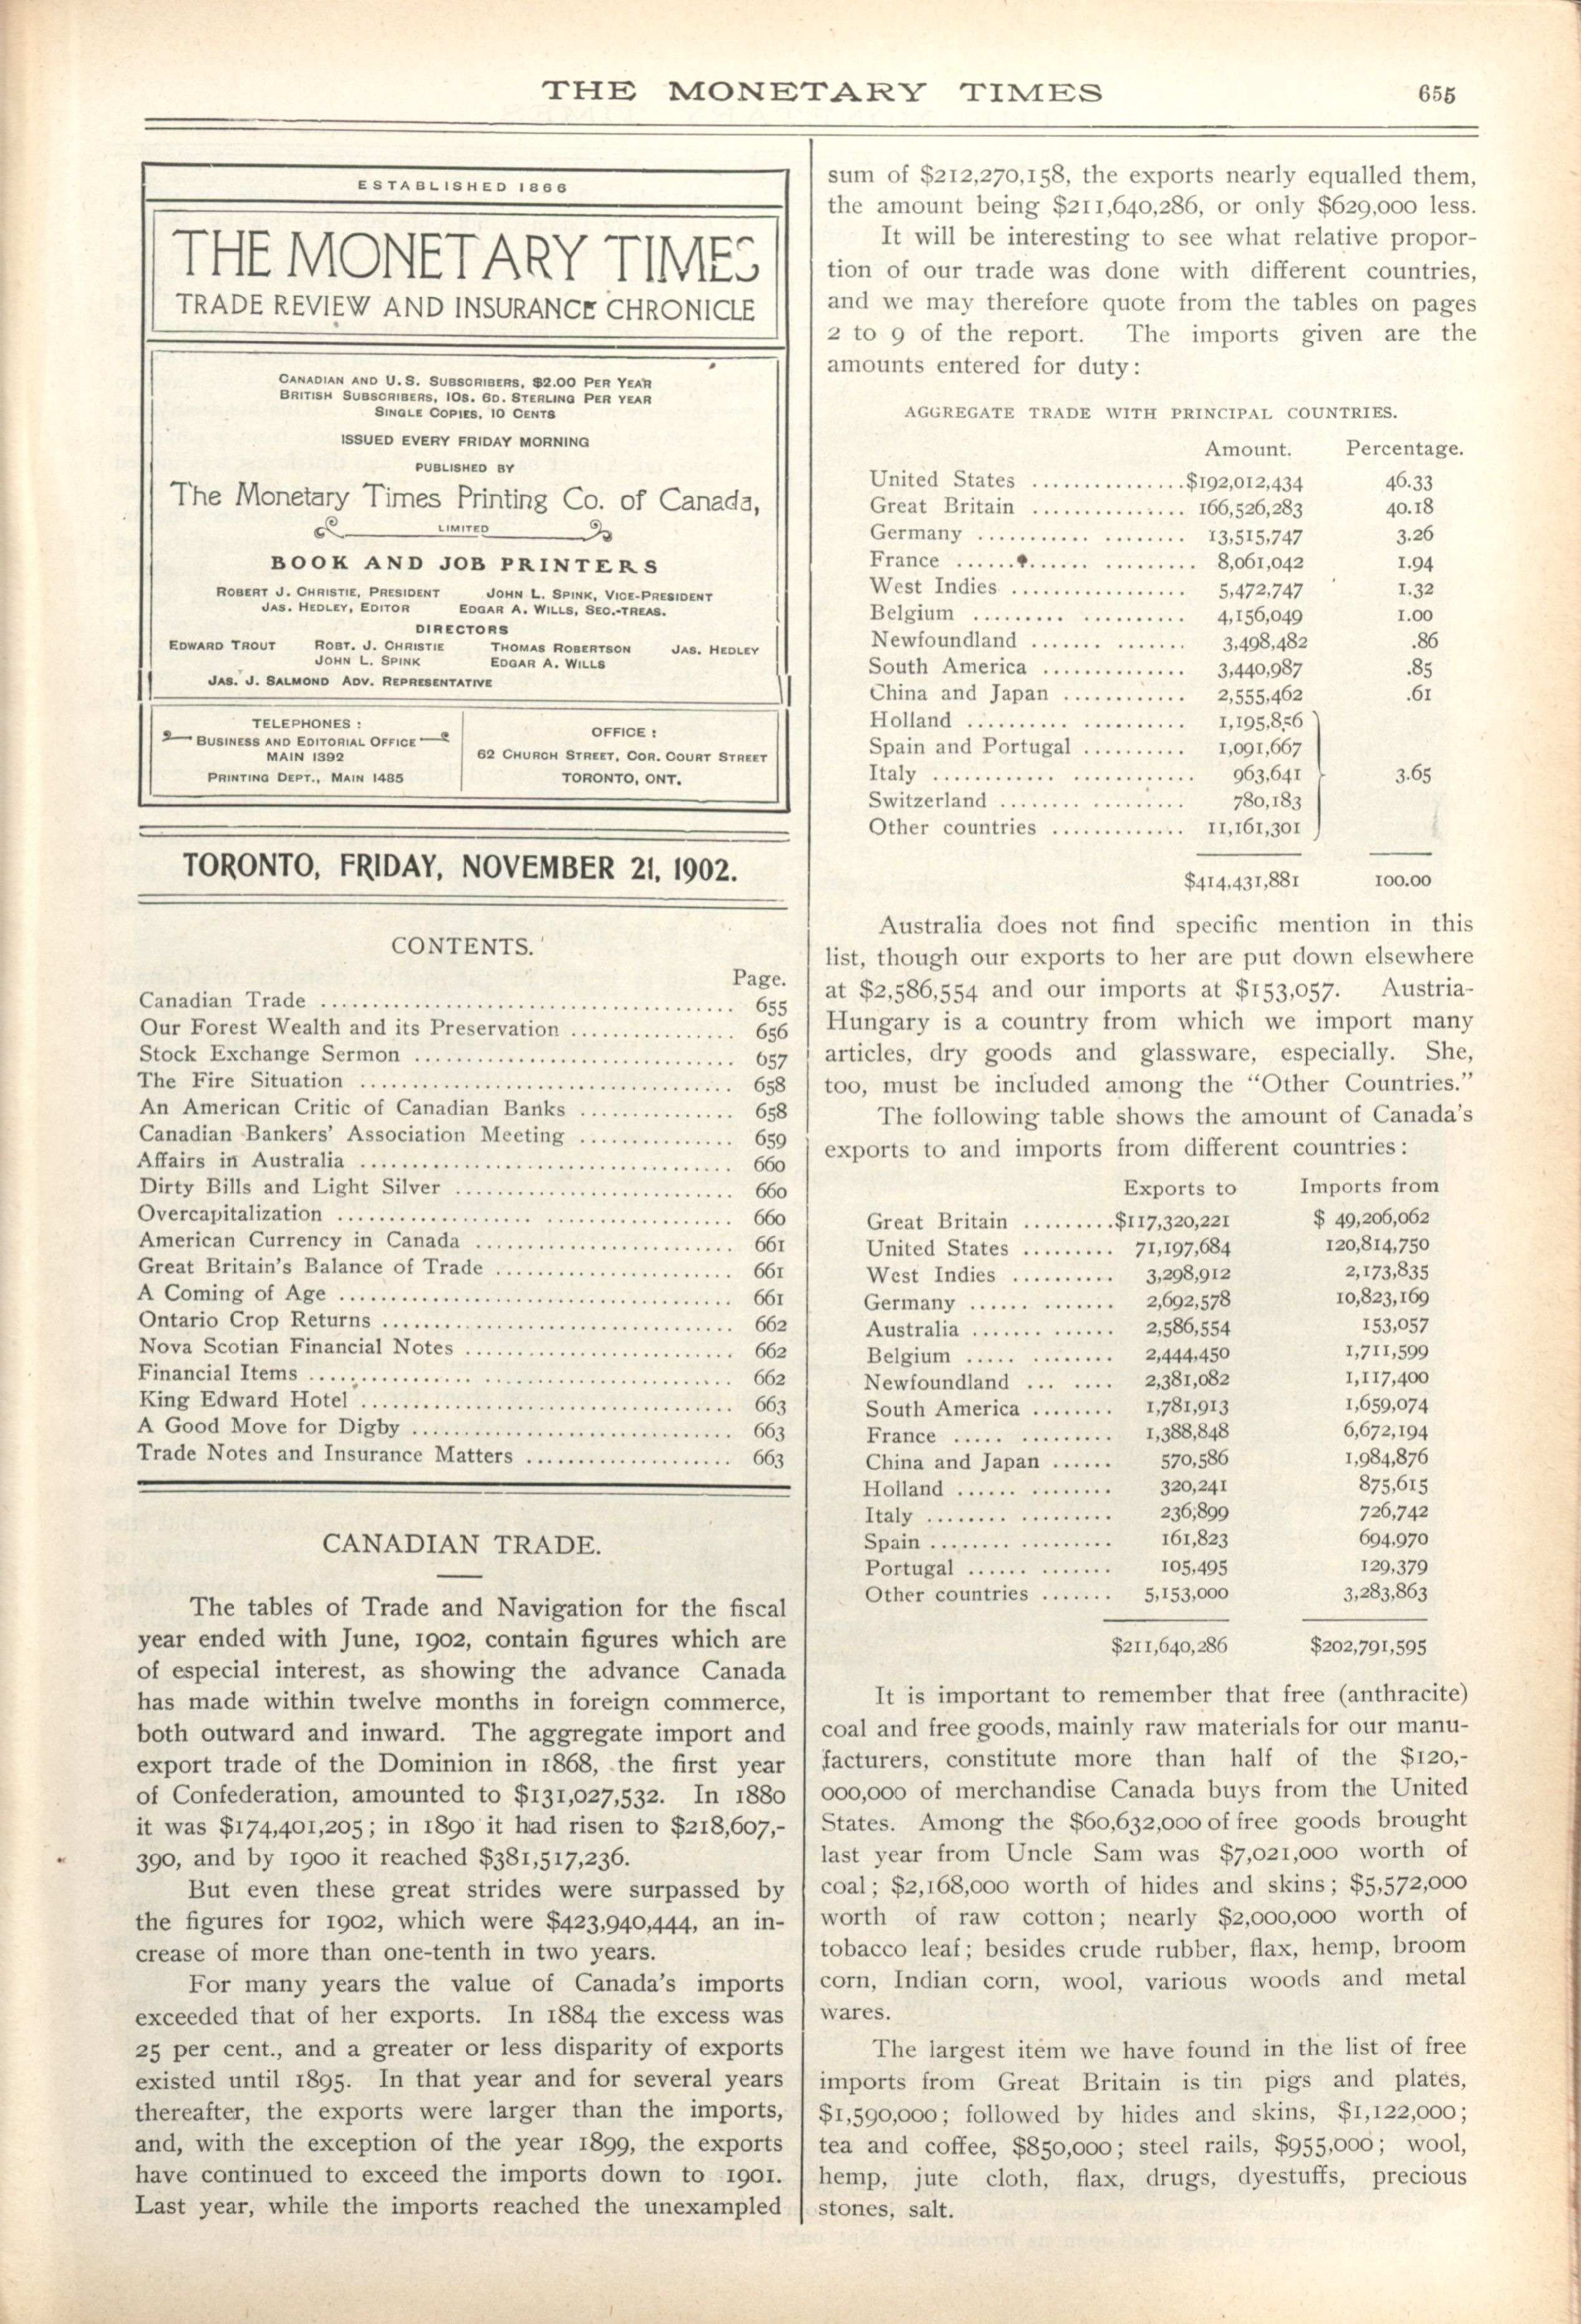 THE MONETARY TIMES 655
ESTABLISHED 1866
THE MONETARY TIMES
TRADE REVIEW AND INSURANCE CHRONICLE
CANADIAN AND U.S. SUBSCRIBERS, $2.00 PER YEAR
BRITISH SUBSCRIBERS, 10S. 6D. STERLING PER YEAR
SINGLE COPIES, 10 CENTS
ISSUED EVERY FRIDAY MORNING
PUBLISHED BY
The Monetary Times Printing Co. of Canada,
LIMITED
BOOK AND JOB PRINTERS
ROBERT J. CHRISTIE, PRESIDENT JOHN L. SPINK, VICE-PRESIDENT
JAS. HEDLEY, EDITOR EDGAR A. WILLS, SEC.-TREAS.
DIRECTORS
EDWARD TROUT ROBT. J. CHRISTIE THOMAS ROBERTSON JAS. HEDLEY
JOHN L. SPINK EDGAR A. WILLS
JAS. J. SALMOND ADV. REPRESENTATIVE
TELEPHONES:
BUSINESS AND EDITORIAL OFFICE
MAIN 1392
PRINTING DEPT., MAIN 1485
OFFICE:
62 CHURCH STREET, COR. COURT STREET
TORONTO, ONT.
TORONTO, FRIDAY, NOVEMBER 21, 1902.
CONTENTS.
Page.
Canadian Trade ........ 655
Our Forest Wealth and its Preservation ........ 656
Stock Exchange Sermon ........ 657
The Fire Situation ........ 658
An American Critic of Canadian Banks ........ 658
Canadian Bankers' Association Meeting ........ 659
Affairs in Australia ........ 660
Dirty Bills and Light Silver ........ 660
Overcapitalization ........ 660
American Currency in Canada ........ 661
Great Britain's Balance of Trade ........ 661
A Coming of Age ........ 661
Ontario Crop Returns ........ 662
Nova Scotian Financial Notes ........ 662
Financial Items ........ 662
King Edward Hotel ........ 663
A Good Move for Digby ........ 663
Trade Notes and Insurance Matters ........ 663
CANADIAN TRADE.
The tables of Trade and Navigation for the fiscal
year ended with June, 1902, contain figures which are
of especial interest, as showing the advance Canada
has made within twelve months in foreign commerce,
both outward and inward. The aggregate import and
export trade of the Dominion in 1868, the first year
of Confederation, amounted to $131,027,532. In 1880
it was $174,401,205; in 1890 it had risen to $218,607,-
390, and by 1900 it reached $381,517,236.
But even these great strides were surpassed by
the figures for 1902, which were $423,940,444, an in-
crease of more than one-tenth in two years.
For many years the value of Canada's imports
exceeded that of her exports. In 1884 the excess was
25 per cent., and a greater or less disparity of exports
existed until 1895. In that year and for several years
thereafter, the exports were larger than the imports,
and, with the exception of the year 1899, the exports
have continued to exceed the imports down to 1901.
Last year, while the imports reached the unexampled
sum of $212,270,158, the exports nearly equalled them,
the amount being $211,640,286, or only $629,000 less.
It will be interesting to see what relative propor-
tion of our trade was done with different countries,
and we may therefore quote from the tables on pages
2 to 9 of the report. The imports given are the
amounts entered for duty:
AGGREGATE TRADE WITH PRINCIPAL COUNTRIES.
Amount. Percentage.
United States ........ $192,012,434 46.33
Great Britain ........ 166,526,283 40.18
Germany ........ 13,515,747 3.26
France ........ 8,061,042 1.94
West Indies ........ 5,472,747 1.32
Belgium ........ 4,156,049 1.00
Newfoundland ........ 3,498,482 .86
South America ........ 3,440,987 .85
China and Japan ........ 2,555,462 .61
Holland ........ 1,195,856
Spain and Portugal ........ 1,091,667
Italy ........ 963,641 3.65
Switzerland ........ 780,183
Other countries ........ 11,161,301
$414,431,881 100.00
Australia does not find specific mention in this
list, though our exports to her are put down elsewhere
at $2,586,554 and our imports at $153,057. Austria-
Hungary is a country from which we import many
articles, dry goods and glassware, especially. She,
too, must be included among the "Other Countries."
The following table shows the amount of Canada's
exports to and imports from different countries:
Exports to Imports from
Great Britain ........ $117,320,221 $ 49,206,062
United States ........ 71,197,684 120,814,750
West Indies ........ 3,298,912 2,173,835
Germany ........ 2,692,578 10,823,169
Australia ........ 2,586,554 153,057
Belgium ........ 2,444,450 1,711,599
Newfoundland ........ 2,381,082 1,117,400
South America ........ 1,781,913 1,659,074
France ........ 1,388,848 6,672,194
China and Japan ........ 570,586 1,984,876
Holland ........ 320,241 875,615
Italy ........ 236,899 726,742
Spain ........ 161,823 694,970
Portugal ........ 105,495 129,379
Other countries ........ 5,153,000 3,283,863
$211,640,286 $202,791,595
It is important to remember that free (anthracite)
coal and free goods, mainly raw materials for our manu-
facturers, constitute more than half of the $120,-
000,000 of merchandise Canada buys from the United
States. Among the $60,632,000 of free goods brought
last year from Uncle Sam was $7,021,000 worth of
coal; $2,168,000 worth of hides and skins; $5,572,000
worth of raw cotton; nearly $2,000,000 worth of
tobacco leaf; besides crude rubber, flax, hemp, broom
corn, Indian corn, wool, various woods and metal
wares.
The largest item we have found in the list of free
imports from Great Britain is tin pigs and plates,
$1,590,000; followed by hides and skins, $1,122,000;
tea and coffee, $850,000; steel rails, $955,000; wool,
hemp, jute cloth, flax, drugs, dyestuffs, precious
stones, salt.